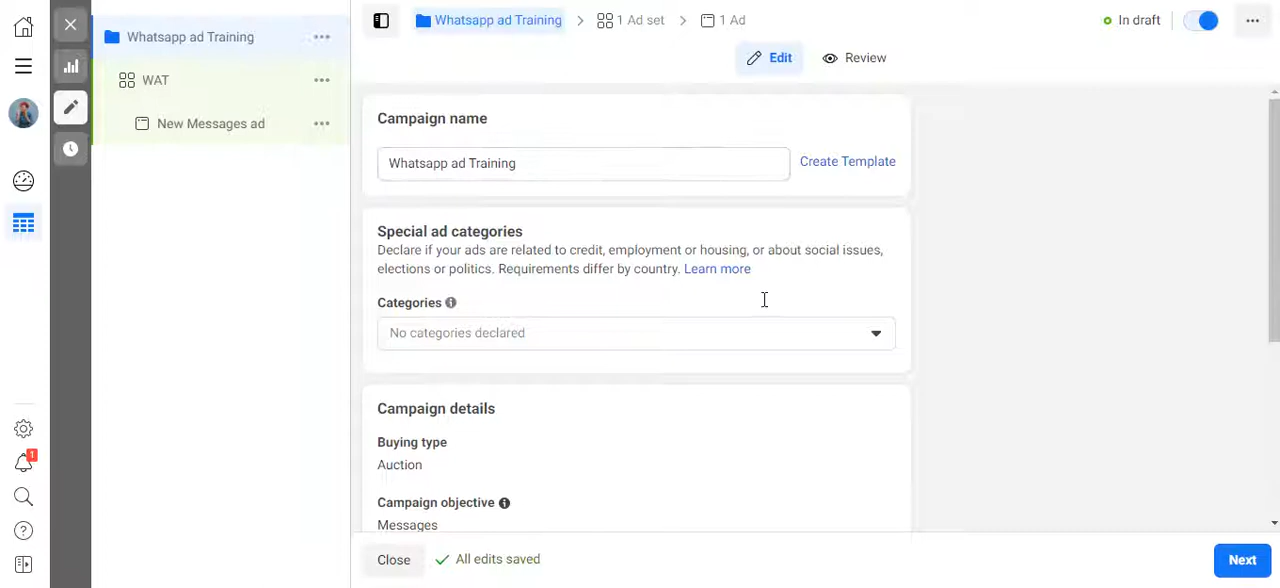 Whatsapp ad Training
WAT
New Messages ad
1
Whatsapp ad Training > 1 Ad set > 1 Ad
In draft
Edit
Review
Campaign name
Whatsapp ad Training
Create Template
Special ad categories
Declare if your ads are related to credit, employment or housing, or about social issues,
elections or politics. Requirements differ by country. Learn more
Categories
No categories declared
Campaign details
Buying type
Auction
Campaign objective
Messages
Close
All edits saved
Next